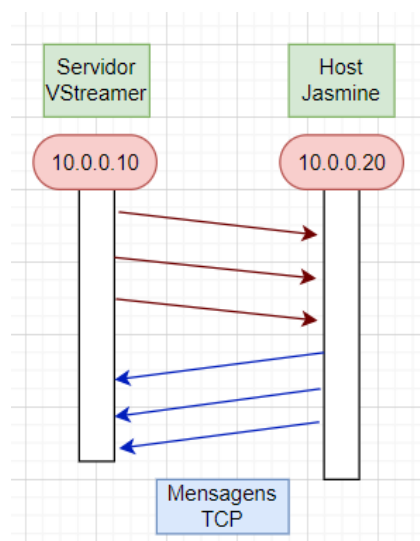 Servidor
VStreamer
Host
Jasmine
10.0.0.10
10.0.0.20
Mensagens
TCP